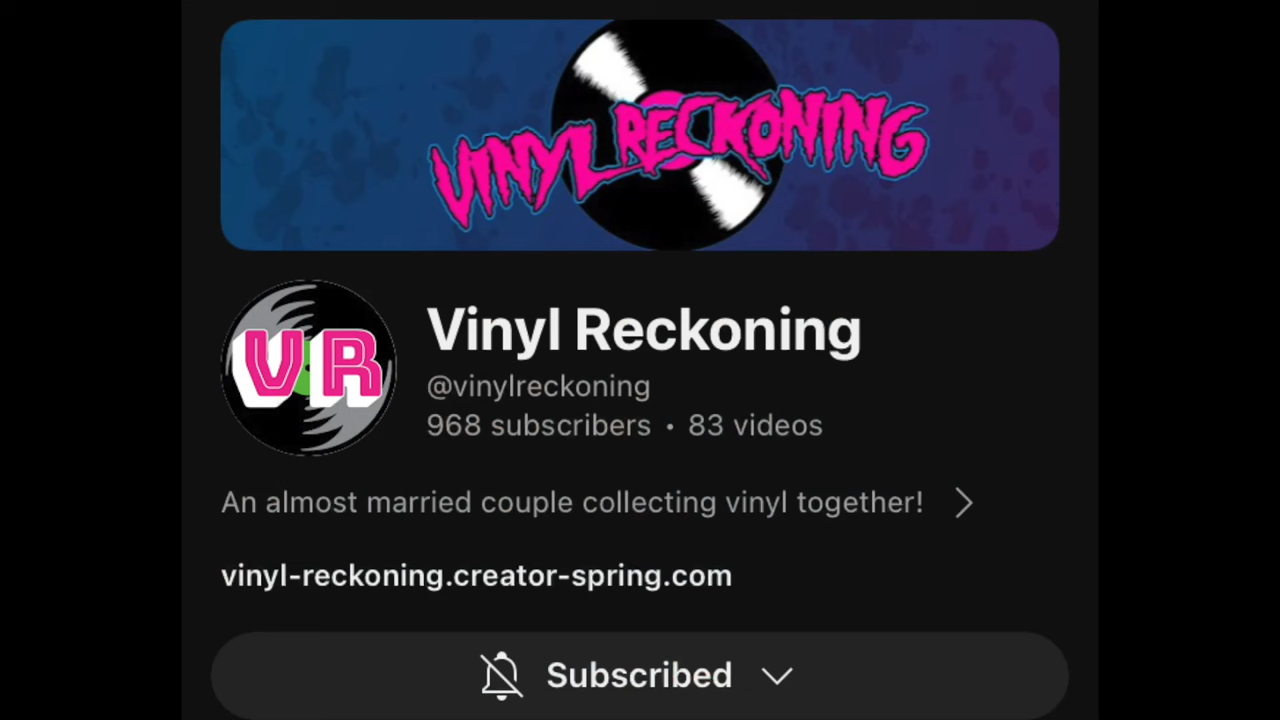 VINYL RECKONING
VR
Vinyl Reckoning
@vinylreckoning
968 subscribers • 83 videos
An almost married couple collecting vinyl together!
vinyl-reckoning.creator-spring.com
Subscribed